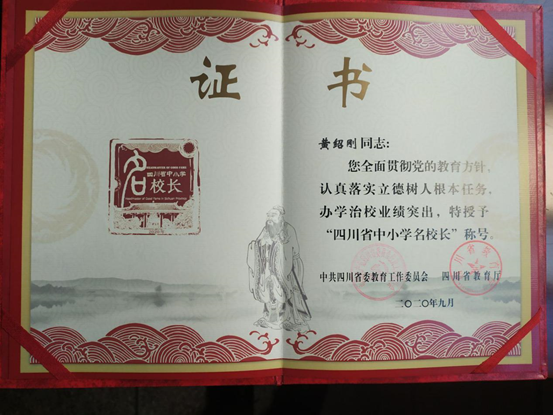 证书
名
四川省中小学
校长
黄绍刚同志：
您全面贯彻党的教育方针，
认真落实立德树人根本任务，
办学治校业绩突出，特授予
“四川省中小学名校长”称号。
中共四川省委教育工作委员会 四川省教育厅
二〇二〇年九月